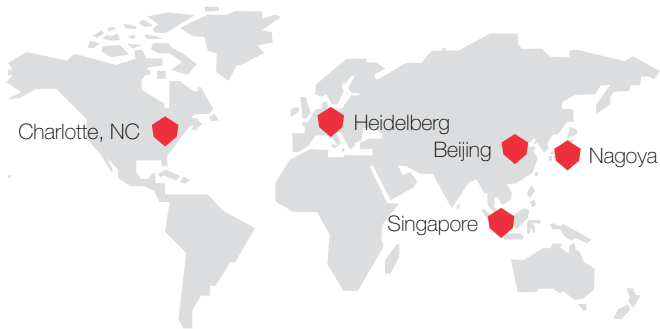 Charlotte, NC
Heidelberg
Beijing
Nagoya
Singapore